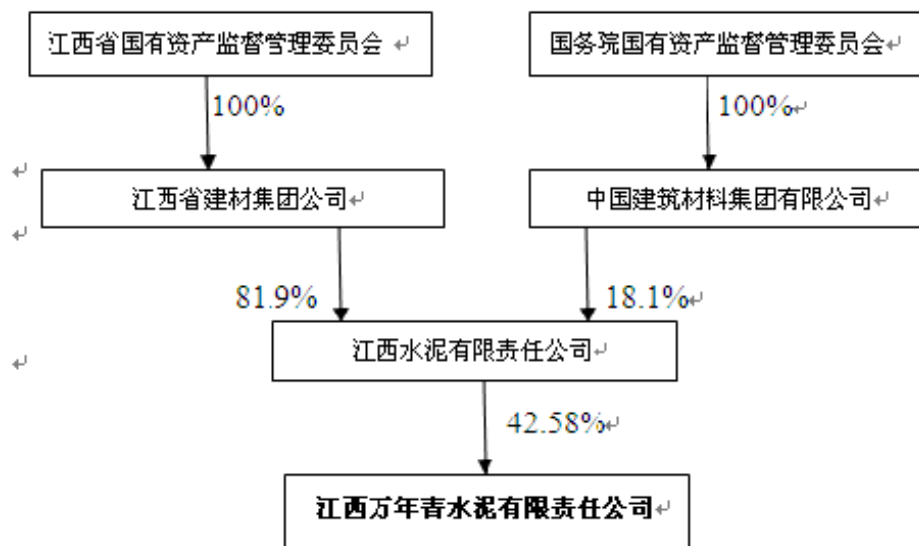 江西省国有资产监督管理委员会
国务院国有资产监督管理委员会
100%
100%
江西省建材集团公司
中国建筑材料集团有限公司
81.9%
18.1%
江西水泥有限责任公司
42.58%
江西万年青水泥有限责任公司